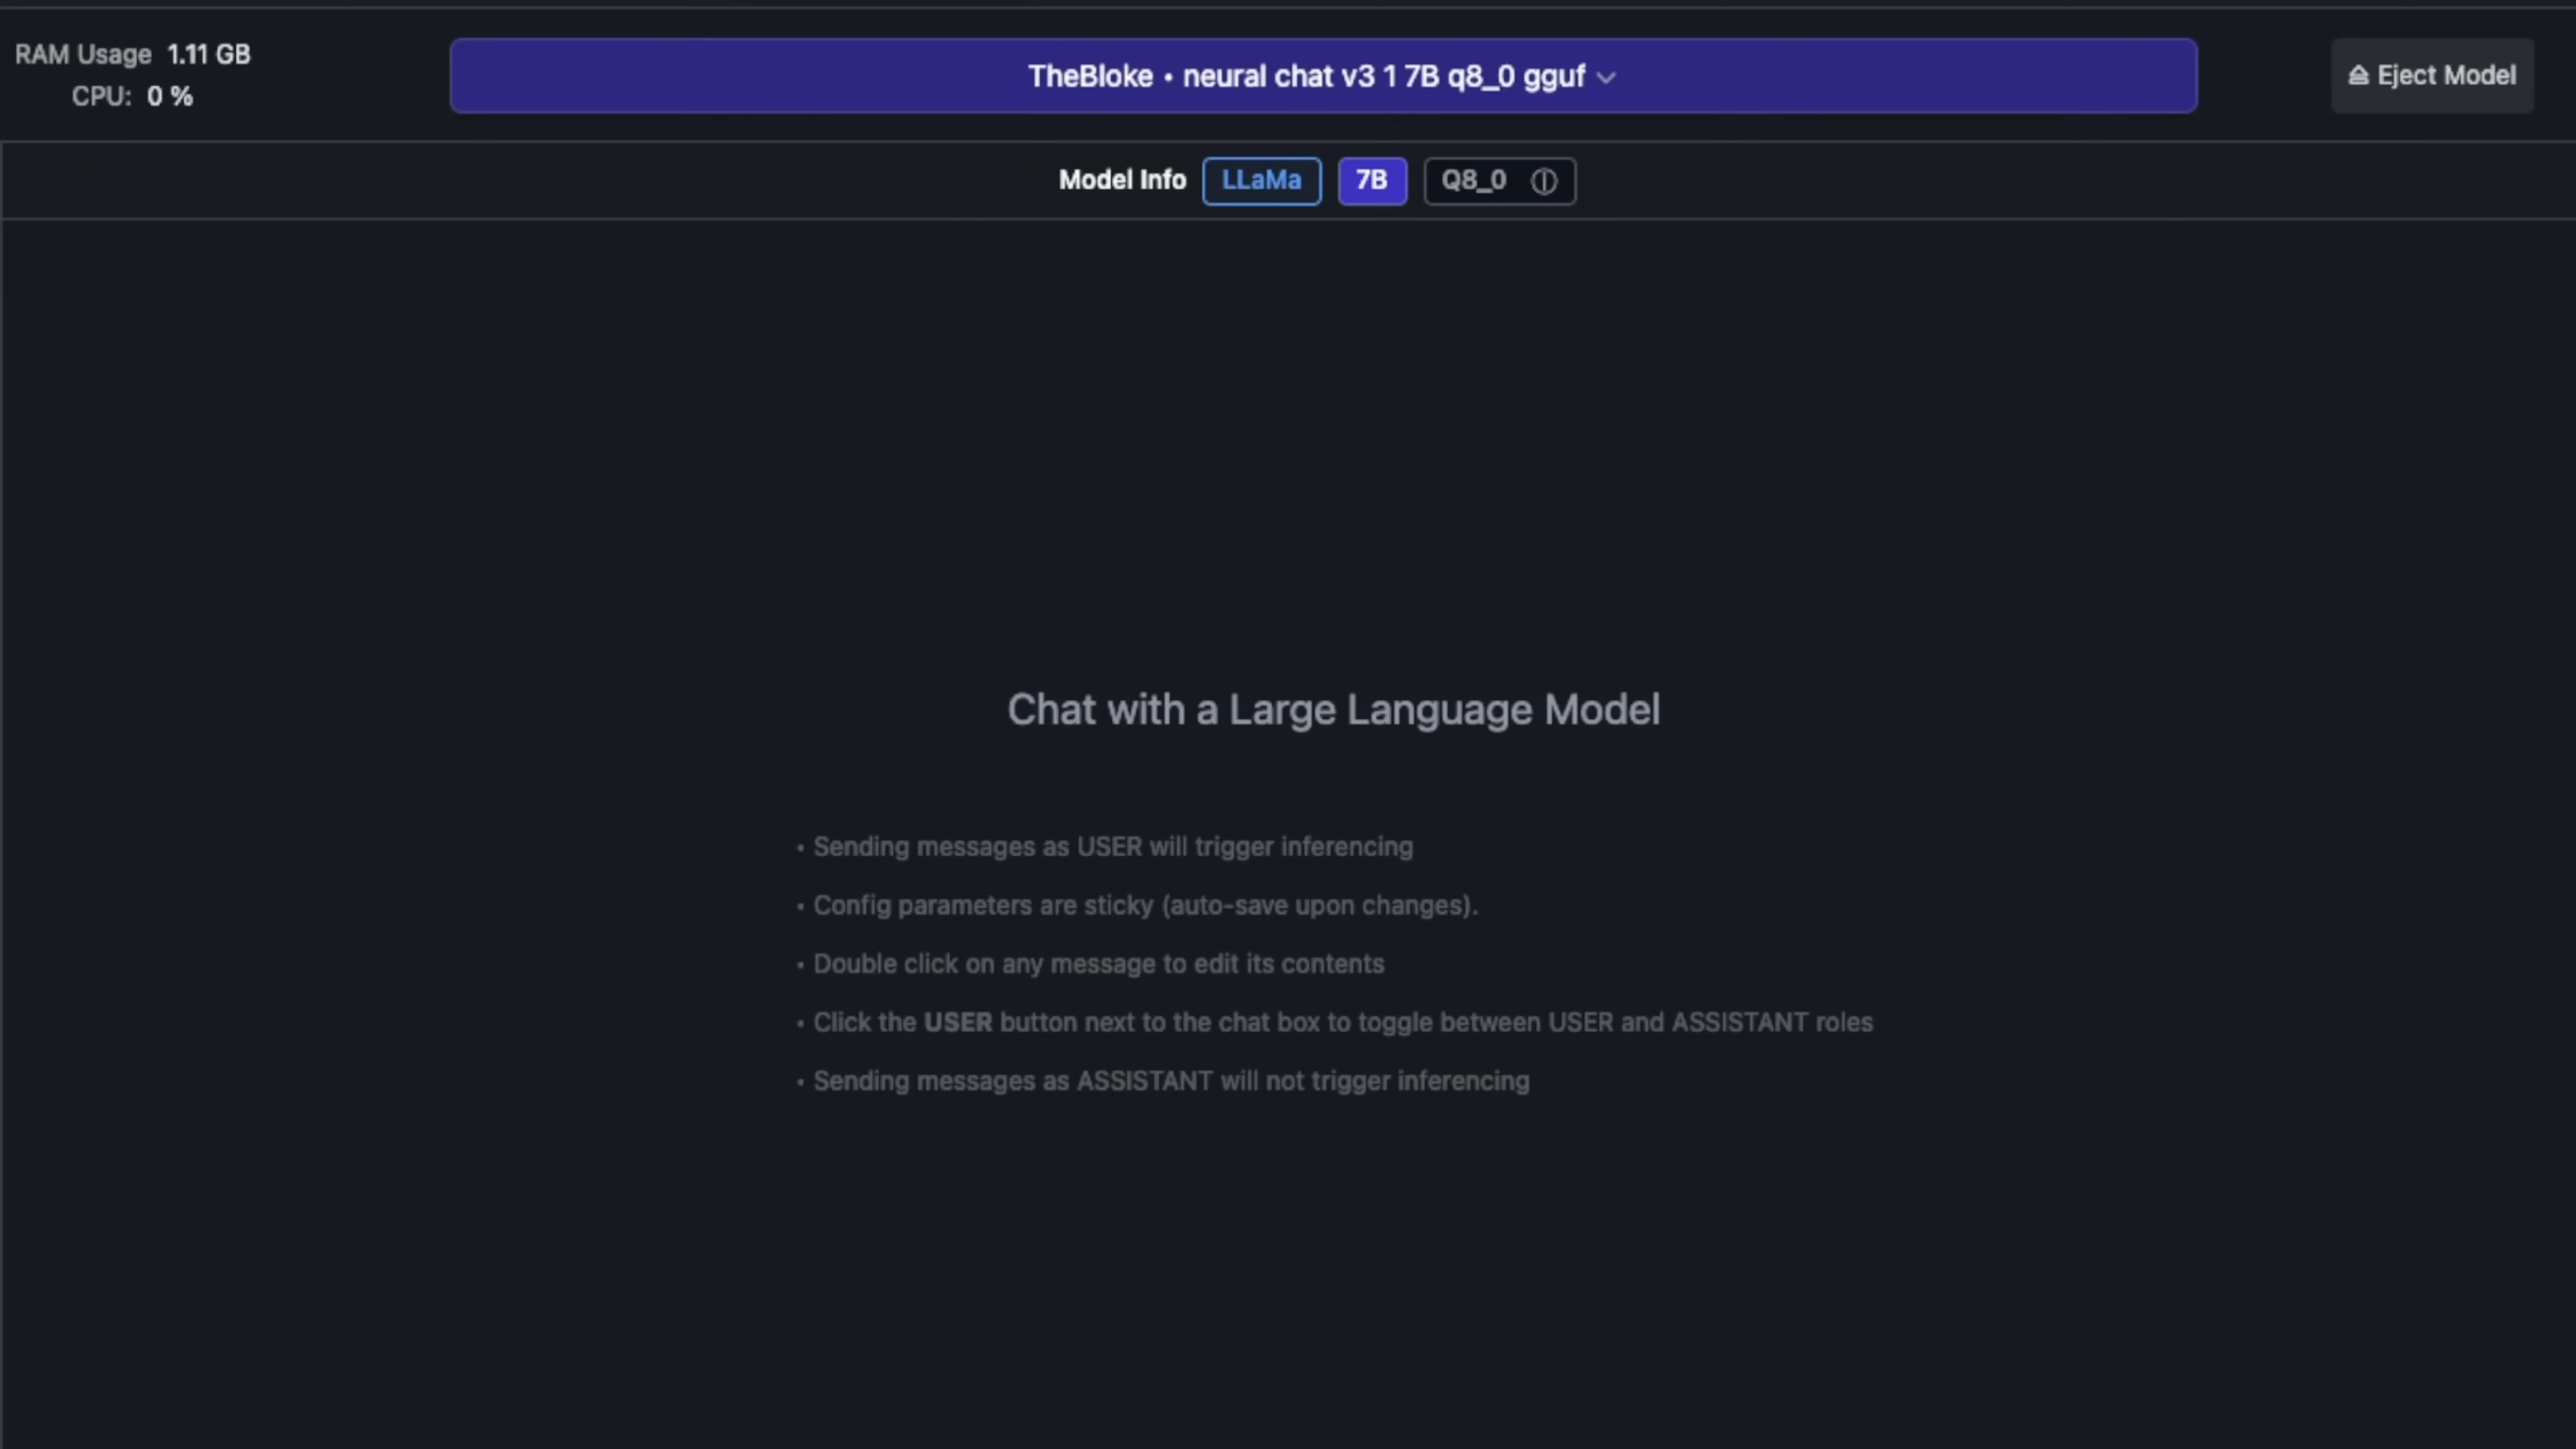 RAM Usage 1.11 GB
CPU: 0 %
TheBloke • neural chat v3 1 7B q8_0 gguf
Eject Model
Model Info LLaMa 7B Q8_0
Chat with a Large Language Model
• Sending messages as USER will trigger inferencing
• Config parameters are sticky (auto-save upon changes).
• Double click on any message to edit its contents
• Click the USER button next to the chat box to toggle between USER and ASSISTANT roles
• Sending messages as ASSISTANT will not trigger inferencing